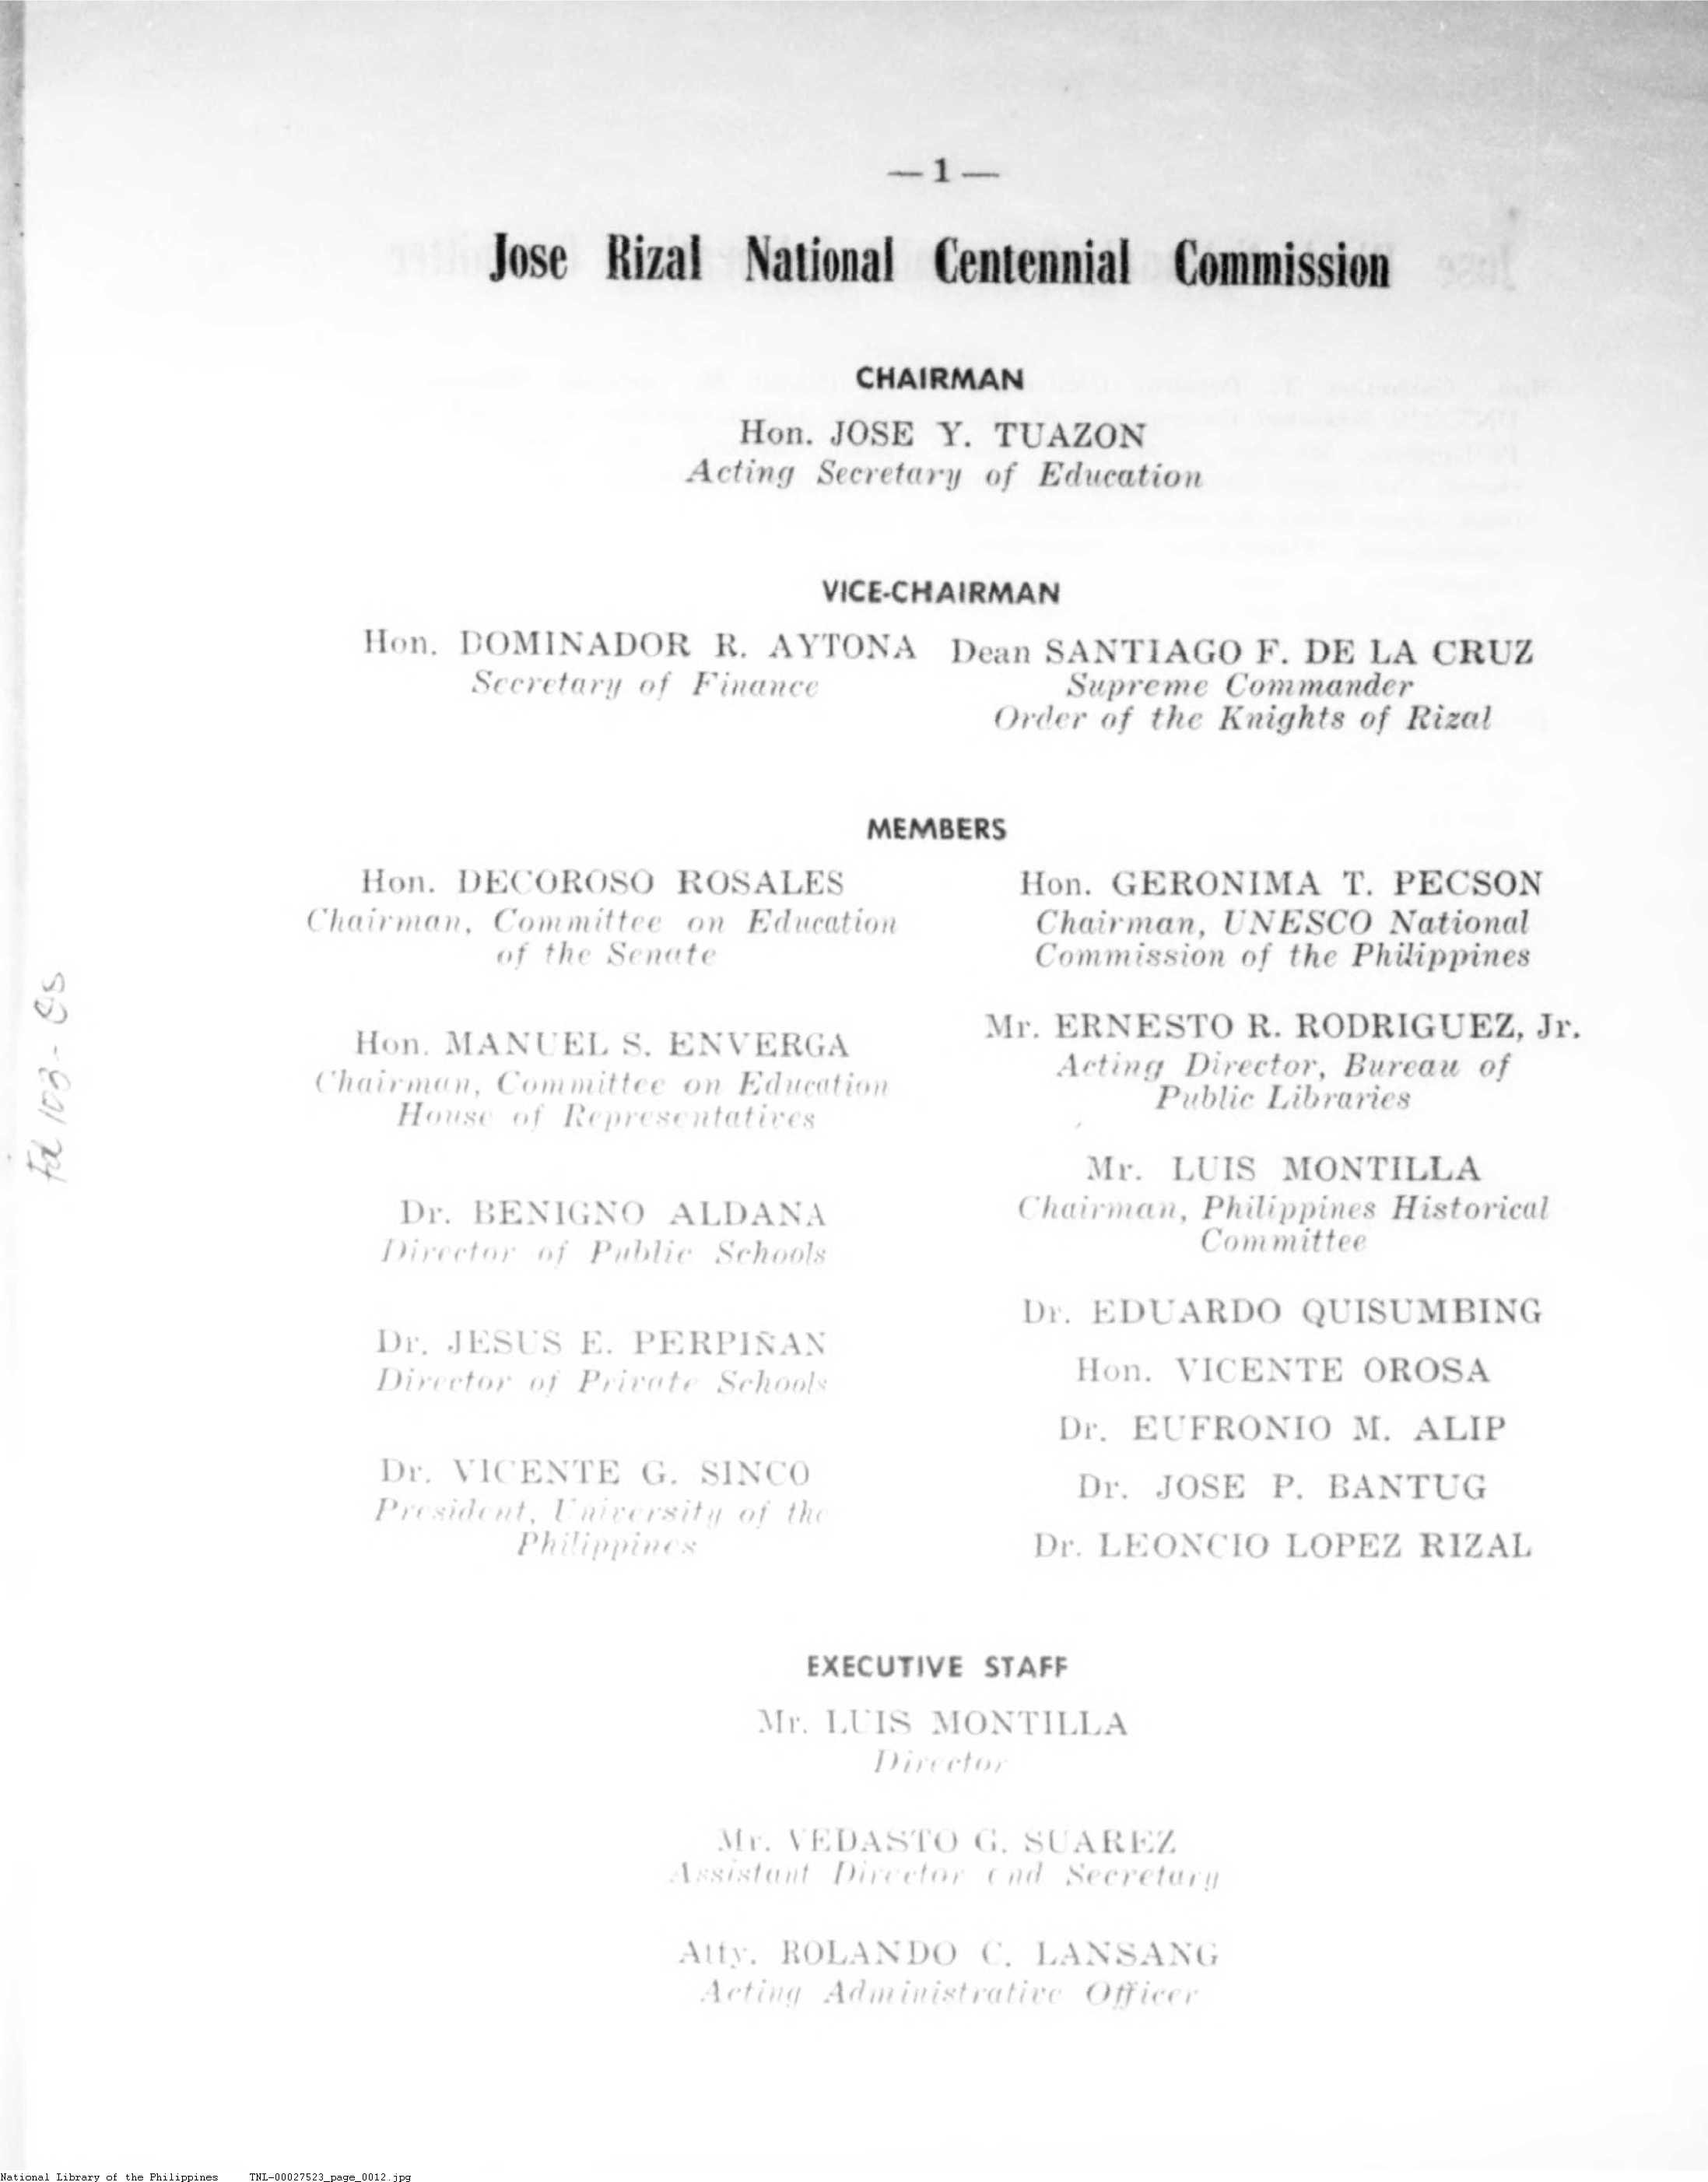 — 1 —
Jose Rizal National Centennial Commission
CHAIRMAN
Hon. JOSE Y. TUAZON
Acting Secretary of Education
VICE-CHAIRMAN
Hon. DOMINADOR R. AYTONA
Secretary of Finance
Dean SANTIAGO F. DE LA CRUZ
Supreme Commander
Order of the Knights of Rizal
MEMBERS
Hon. DECOROSO ROSALES
Chairman, Committee on Education
of the Senate
Hon. MANUEL S. ENVERGA
Chairman, Committee on Education
House of Representatives
Dr. BENIGNO ALDANA
Director of Public Schools
Dr. JESUS E. PERPIÑAN
Director of Private Schools
Dr. VICENTE G. SINCO
President, University of the
Philippines
Hon. GERONIMA T. PECSON
Chairman, UNESCO National
Commission of the Philippines
Mr. ERNESTO R. RODRIGUEZ, Jr.
Acting Director, Bureau of
Public Libraries
Mr. LUIS MONTILLA
Chairman, Philippines Historical
Committee
Dr. EDUARDO QUISUMBING
Hon. VICENTE OROSA
Dr. EUFRONIO M. ALIP
Dr. JOSE P. BANTUG
Dr. LEONCIO LOPEZ RIZAL
EXECUTIVE STAFF
Mr. LUIS MONTILLA
Director
Mr. VEDASTO G. SUAREZ
Assistant Director and Secretary
Atty. ROLANDO C. LANSANG
Acting Administrative Officer
National Library of the Philippines TNL-00027523_page_0012.jpg